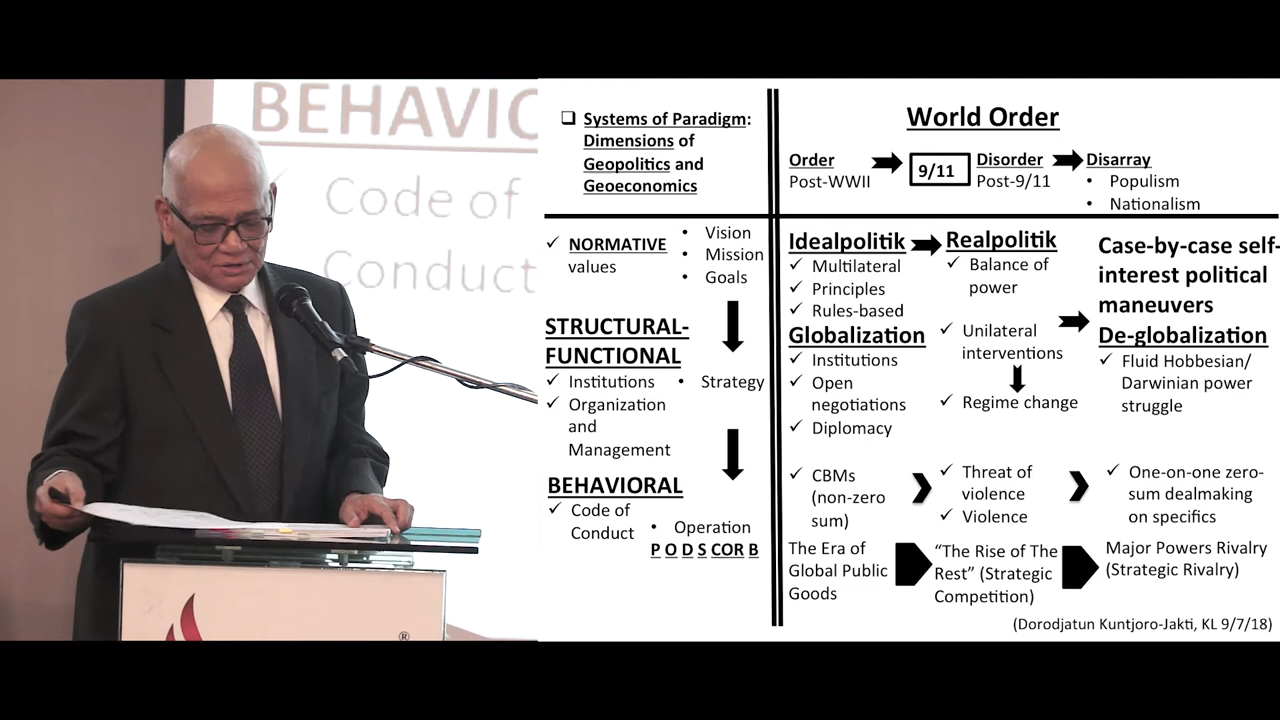 BEHAVIO
Code of
Conduct
®
❑ Systems of Paradigm:
Dimensions of
Geopolitics and
Geoeconomics
World Order
Order
Post-WWII
9/11
Disorder
Post-9/11
Disarray
• Populism
• Nationalism
✓ NORMATIVE
values
• Vision
• Mission
• Goals
STRUCTURAL-
FUNCTIONAL
✓ Institutions
✓ Organization
and
Management
• Strategy
BEHAVIORAL
✓ Code of
Conduct
• Operation
P O D S COR B
Idealpolitik
✓ Multilateral
✓ Principles
✓ Rules-based
Globalization
✓ Institutions
✓ Open
negotiations
✓ Diplomacy
✓ CBMs
(non-zero
sum)
The Era of
Global Public
Goods
Realpolitik
✓ Balance of
power
✓ Unilateral
interventions
✓ Regime change
✓ Threat of
violence
✓ Violence
“The Rise of The
Rest” (Strategic
Competition)
Case-by-case self-
interest political
maneuvers
De-globalization
✓ Fluid Hobbesian/
Darwinian power
struggle
✓ One-on-one zero-
sum dealmaking
on specifics
Major Powers Rivalry
(Strategic Rivalry)
(Dorodjatun Kuntjoro-Jakti, KL 9/7/18)